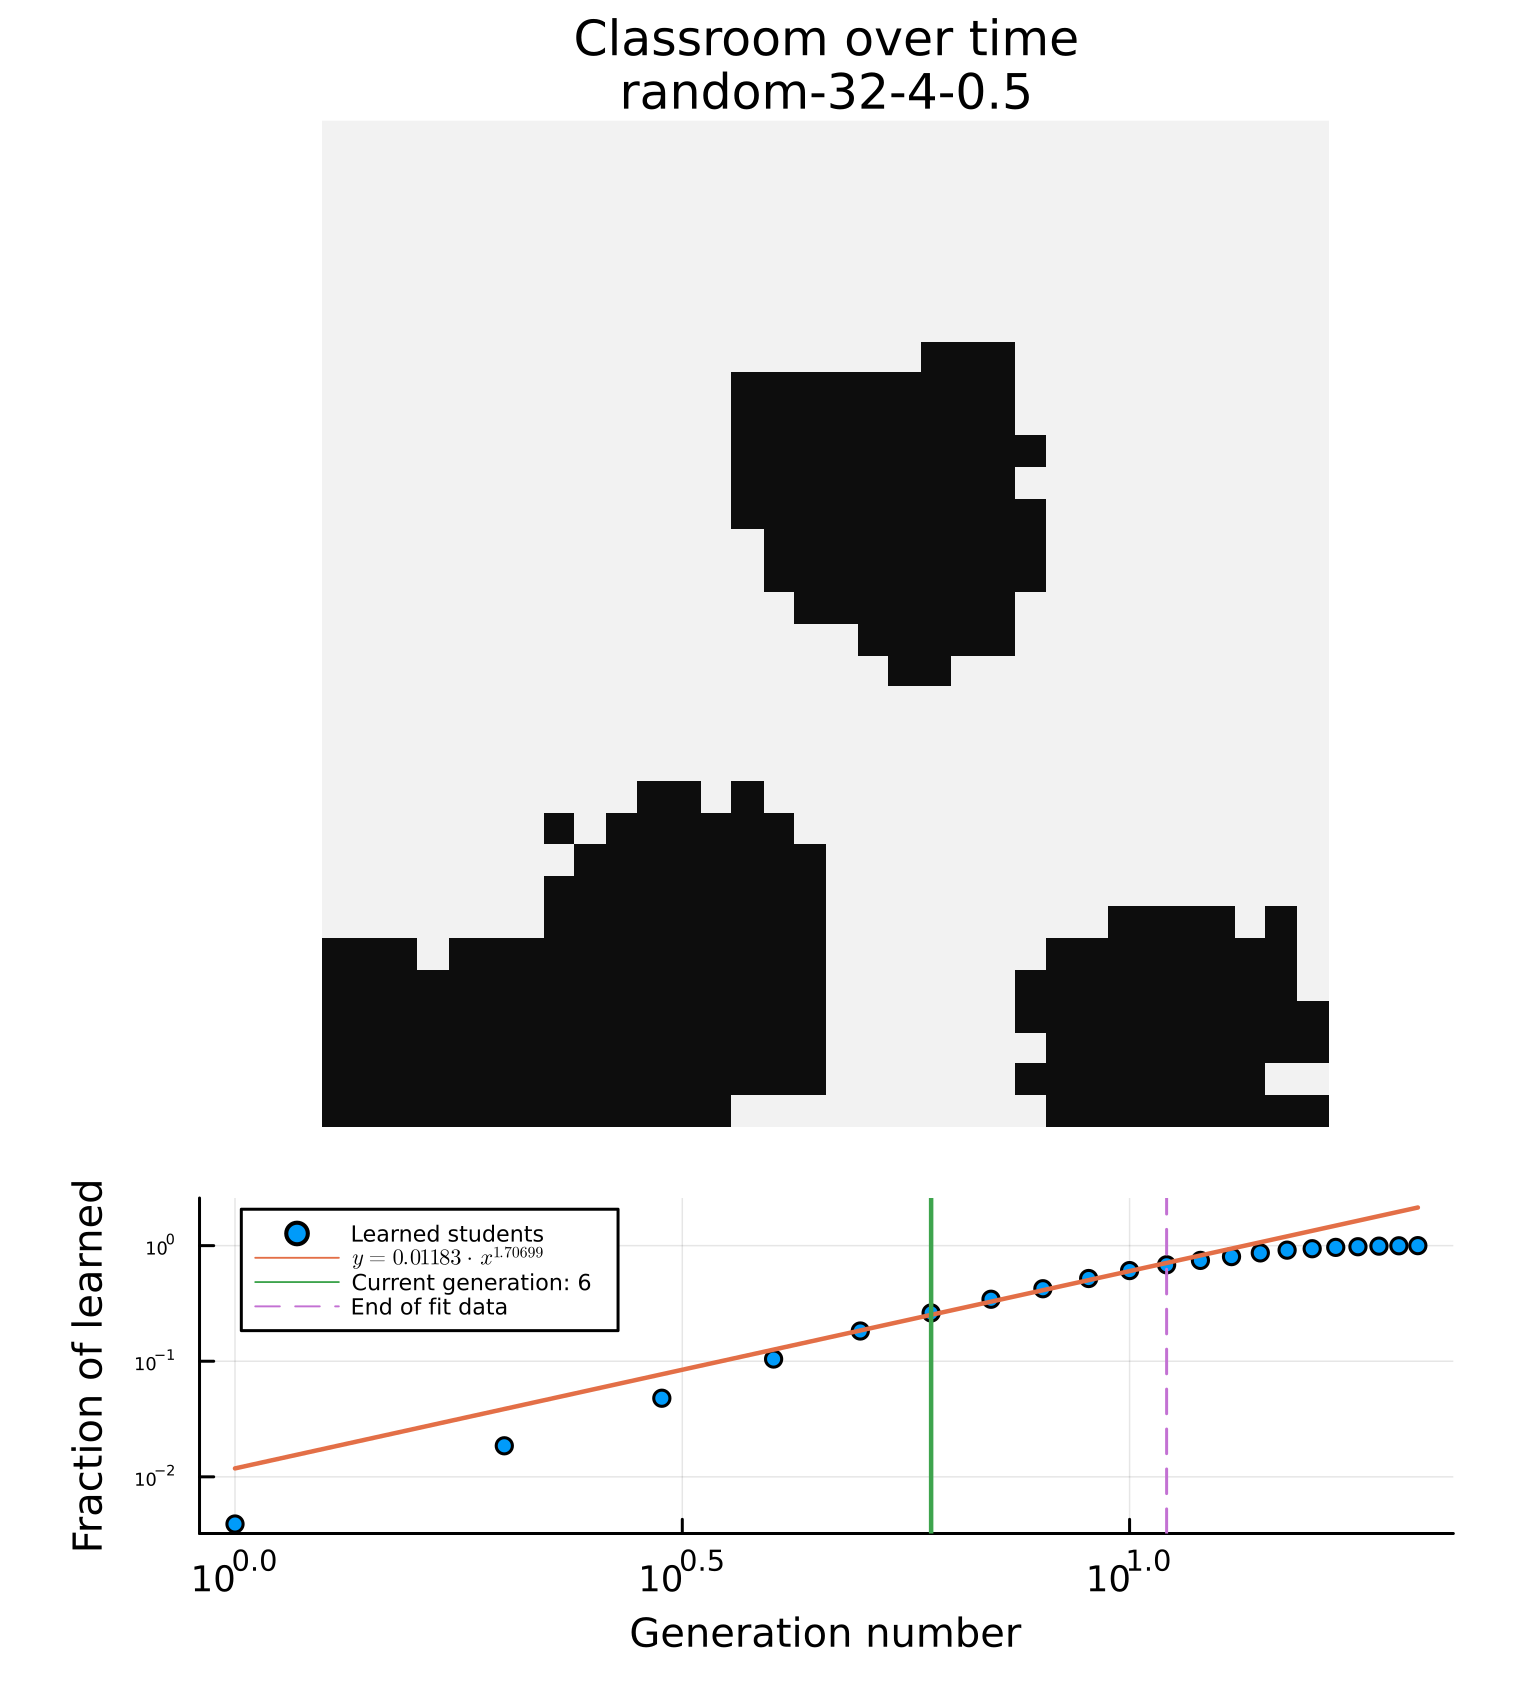 Classroom over time
random-32-4-0.5
Fraction of learned
10⁰
10⁻¹
10⁻²
Learned students
y = 0.01183 · x^1.70699
Current generation: 6
End of fit data
10^0.0
10^0.5
10^1.0
Generation number